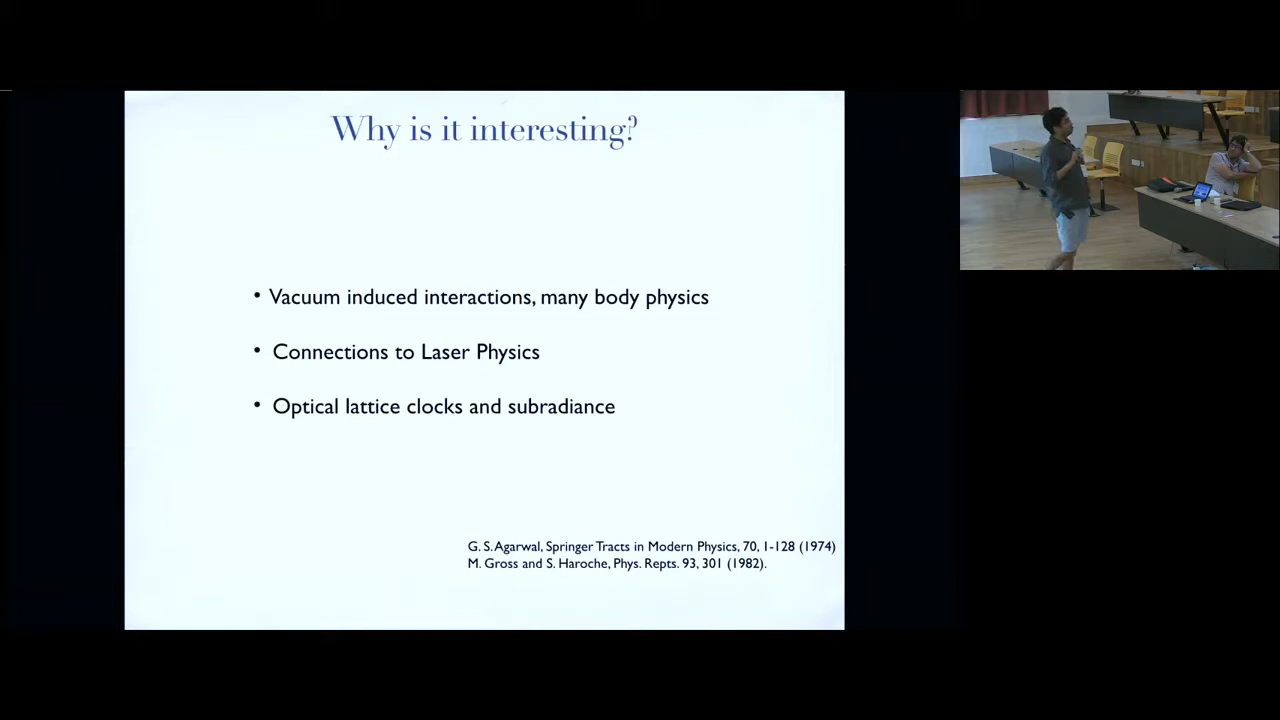 Why is it interesting?
• Vacuum induced interactions, many body physics
• Connections to Laser Physics
• Optical lattice clocks and subradiance
G. S. Agarwal, Springer Tracts in Modern Physics, 70, 1-128 (1974)
M. Gross and S. Haroche, Phys. Repts. 93, 301 (1982).